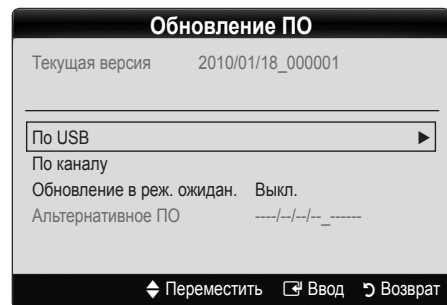 Обновление ПО
Текущая версия 2010/01/18_000001
По USB ▶
По каналу
Обновление в реж. ожидан. Выкл.
Альтернативное ПО ----/--/--/--_------
Переместить Ввод Возврат